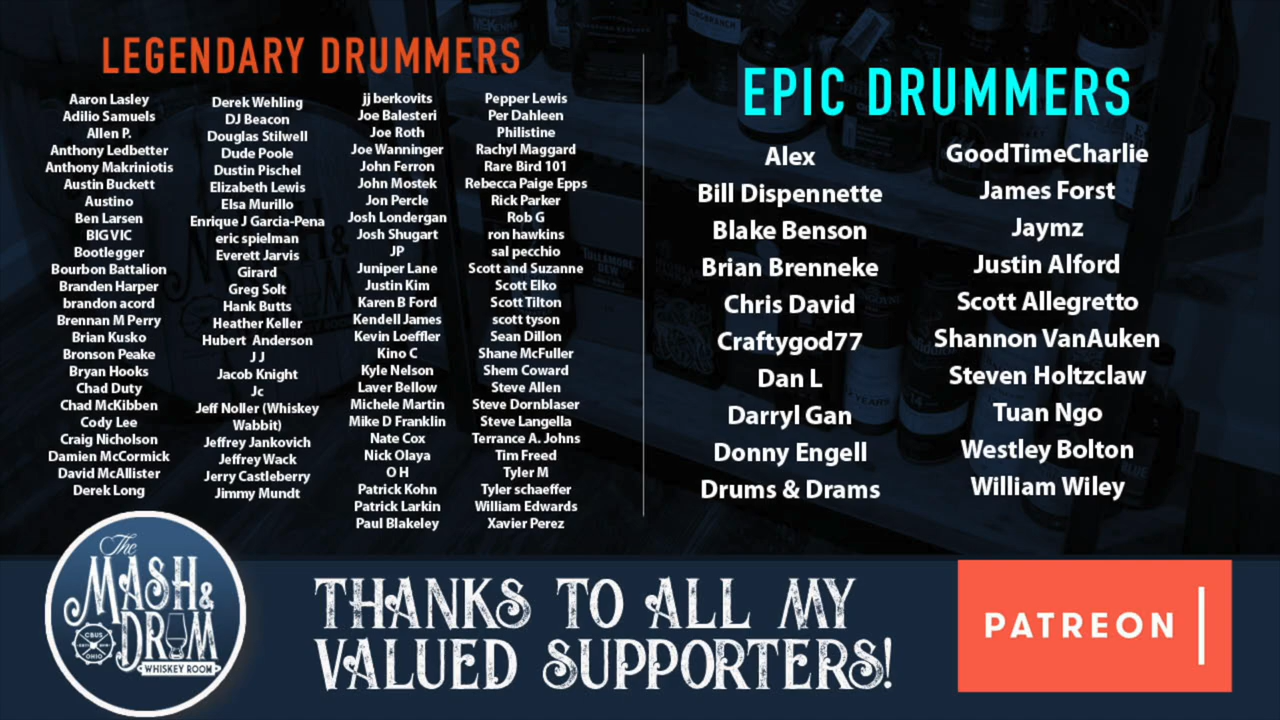 LEGENDARY DRUMMERS
Aaron Lasley
Adilio Samuels
Allen P.
Anthony Ledbetter
Anthony Makriniotis
Austin Buckett
Austino
Ben Larsen
BIG VIC
Bootlegger
Bourbon Battalion
Branden Harper
brandon acord
Brennan M Perry
Brian Kusko
Bronson Peake
Bryan Hooks
Chad Duty
Chad McKibben
Cody Lee
Craig Nicholson
Damien McCormick
David McAllister
Derek Long
Derek Wehling
DJ Beacon
Douglas Stilwell
Dude Poole
Dustin Pischel
Elizabeth Lewis
Elsa Murillo
Enrique J Garcia-Pena
eric spielman
Everett Jarvis
Girard
Greg Solt
Hank Butts
Heather Keller
Hubert Anderson
J J
Jacob Knight
Jc
Jeff Noller (Whiskey
Wabbit)
Jeffrey Jankovich
Jeffrey Wack
Jerry Castleberry
Jimmy Mundt
jj berkovits
Joe Balesteri
Joe Roth
Joe Wanninger
John Ferron
John Mostek
Jon Percle
Josh Londergan
Josh Shugart
JP
Juniper Lane
Justin Kim
Karen B Ford
Kendell James
Kevin Loeffler
Kino C
Kyle Nelson
Laver Bellow
Michele Martin
Mike D Franklin
Nate Cox
Nick Olaya
O H
Patrick Kohn
Patrick Larkin
Paul Blakeley
Pepper Lewis
Per Dahleen
Philistine
Rachyl Maggard
Rare Bird 101
Rebecca Paige Epps
Rick Parker
Rob G
ron hawkins
sal pecchio
Scott and Suzanne
Scott Elko
Scott Tilton
scott tyson
Sean Dillon
Shane McFuller
Shem Coward
Steve Allen
Steve Dornblaser
Steve Langella
Terrance A. Johns
Tim Freed
Tyler M
Tyler schaeffer
William Edwards
Xavier Perez
EPIC DRUMMERS
Alex
Bill Dispennette
Blake Benson
Brian Brenneke
Chris David
Craftygod77
Dan L
Darryl Gan
Donny Engell
Drums & Drams
GoodTimeCharlie
James Forst
Jaymz
Justin Alford
Scott Allegretto
Shannon VanAuken
Steven Holtzclaw
Tuan Ngo
Westley Bolton
William Wiley
The
MASH &
DRUM
CBUS
OHIO
WHISKEY ROOM
THANKS TO ALL MY
VALUED SUPPORTERS!
PATREON
LONGBRANCH
TULLAMORE
DEW